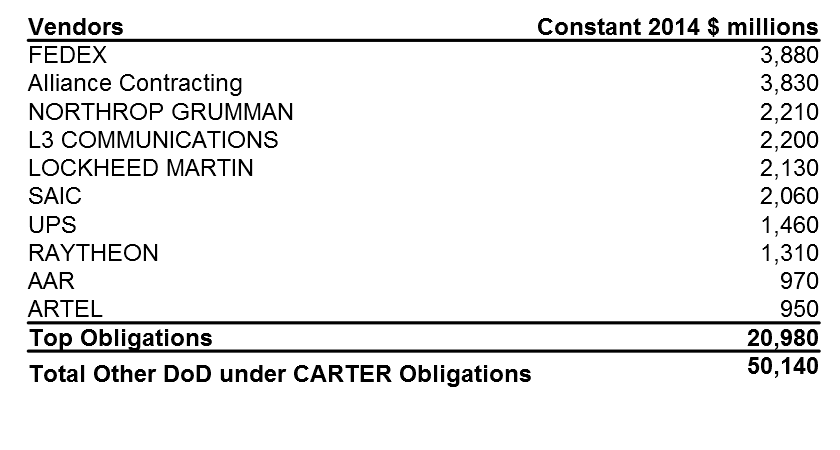 Vendors Constant 2014 $ millions
FEDEX 3,880
Alliance Contracting 3,830
NORTHROP GRUMMAN 2,210
L3 COMMUNICATIONS 2,200
LOCKHEED MARTIN 2,130
SAIC 2,060
UPS 1,460
RAYTHEON 1,310
AAR 970
ARTEL 950
Top Obligations 20,980
Total Other DoD under CARTER Obligations 50,140